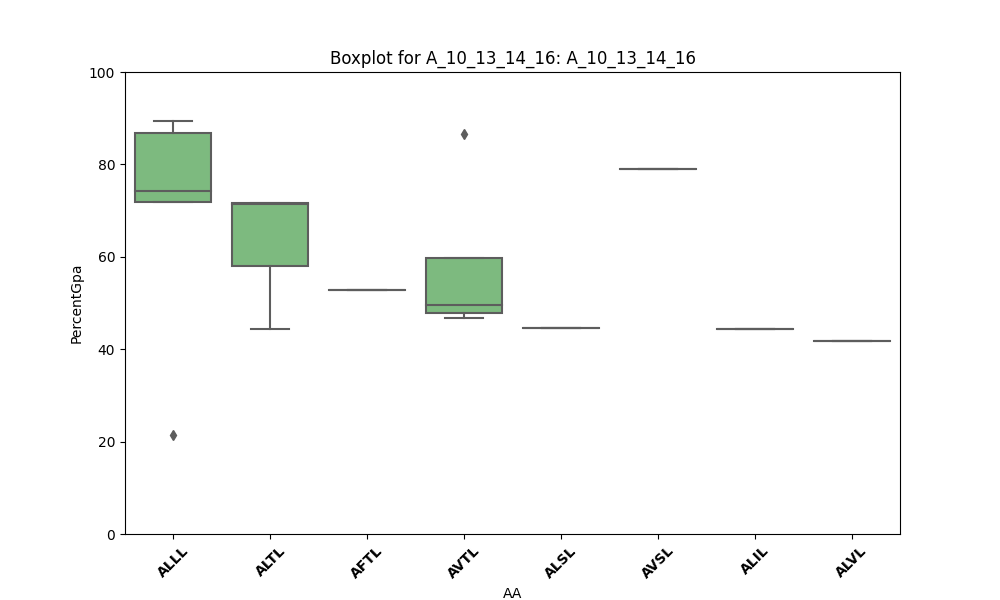 Boxplot for A_10_13_14_16: A_10_13_14_16
100
80
60
40
20
0
PercentGpa
ALLL
ALTL
AFTL
AVTL
ALSL
AVSL
ALIL
ALVL
AA